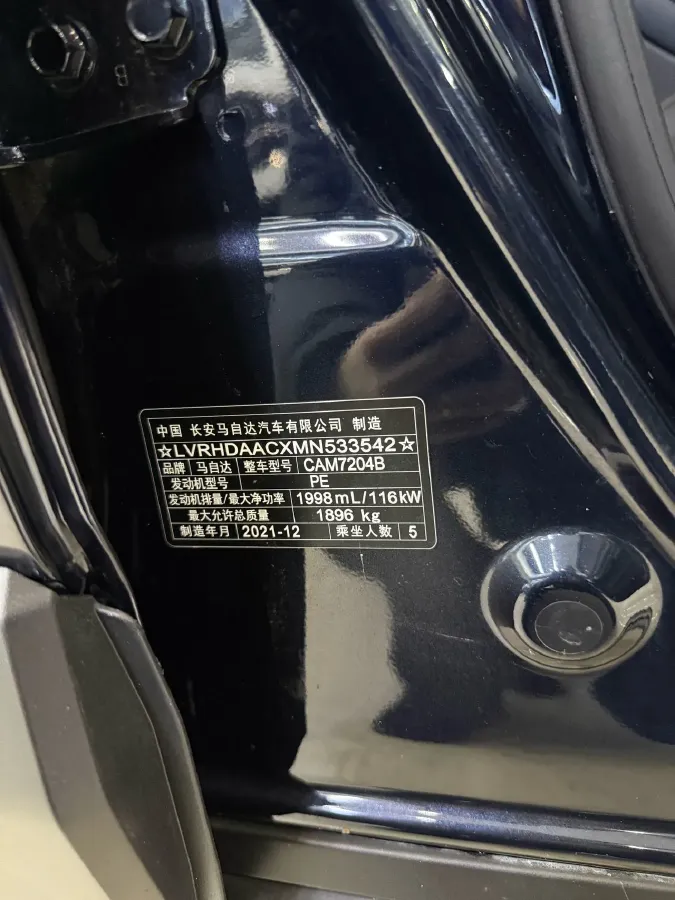 B
中国 长安马自达汽车有限公司 制造
☆LVRHDAACXMN533542☆
品牌 马自达 整车型号 CAM7204B
发动机型号 PE
发动机排量/最大净功率 1998mL/116kW
最大允许总质量 1896 kg
制造年月 2021-12 乘坐人数 5